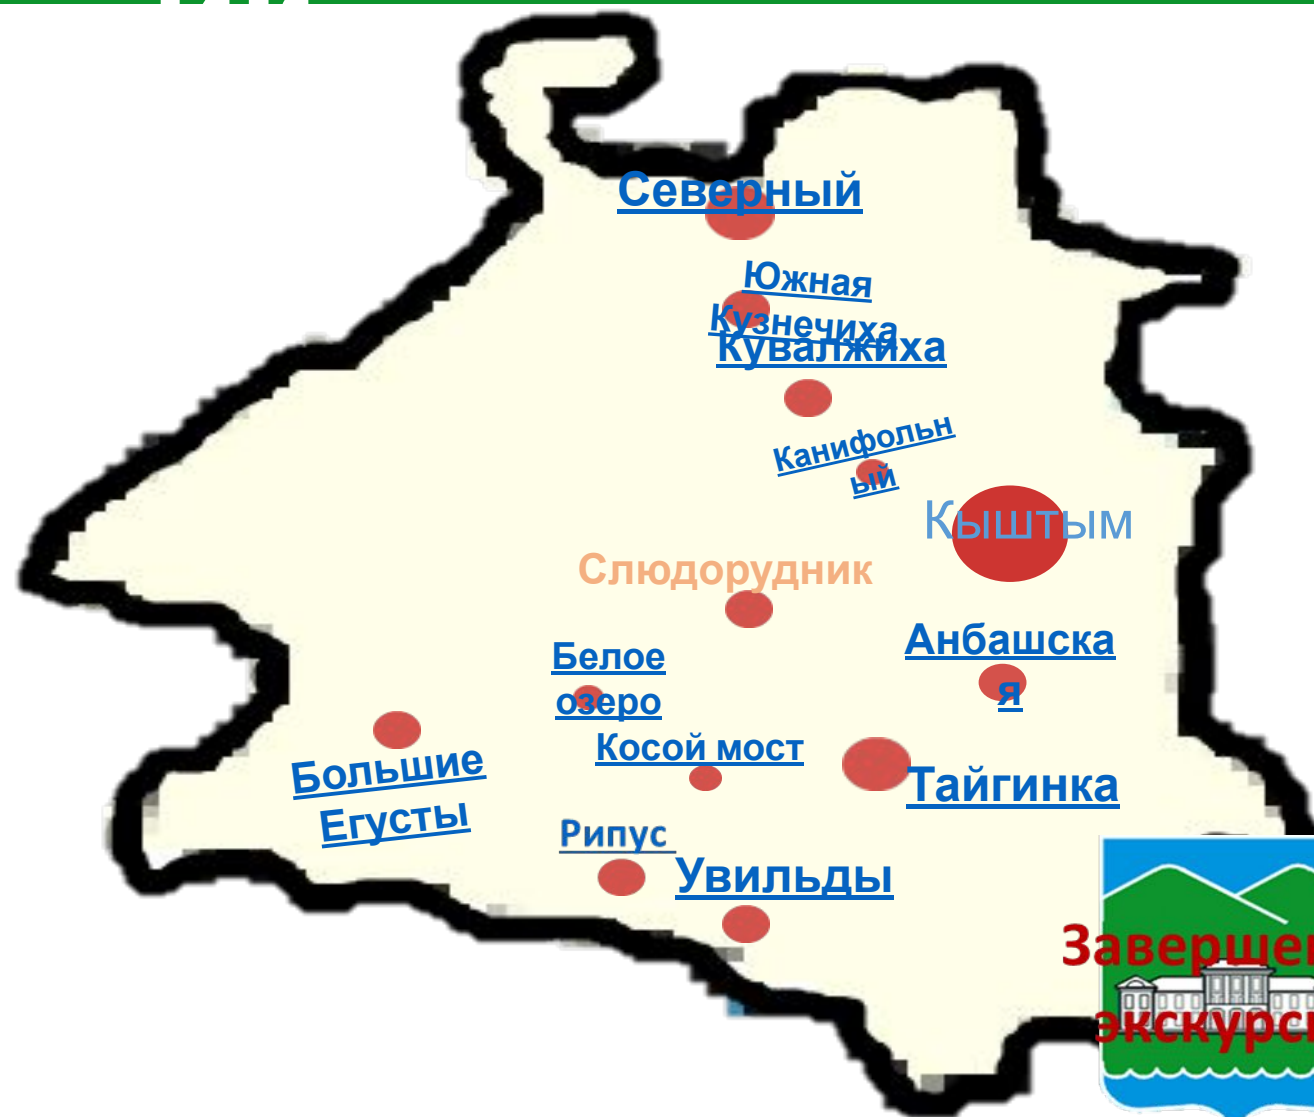 Северный
Южная
Кузнечиха
Кувалжиха
Канифольн
ый
Кыштым
Слюдорудник
Анбашска
я
Белое
озеро
Косой мост
Большие
Егусты
Тайгинка
Рипус
Увильды